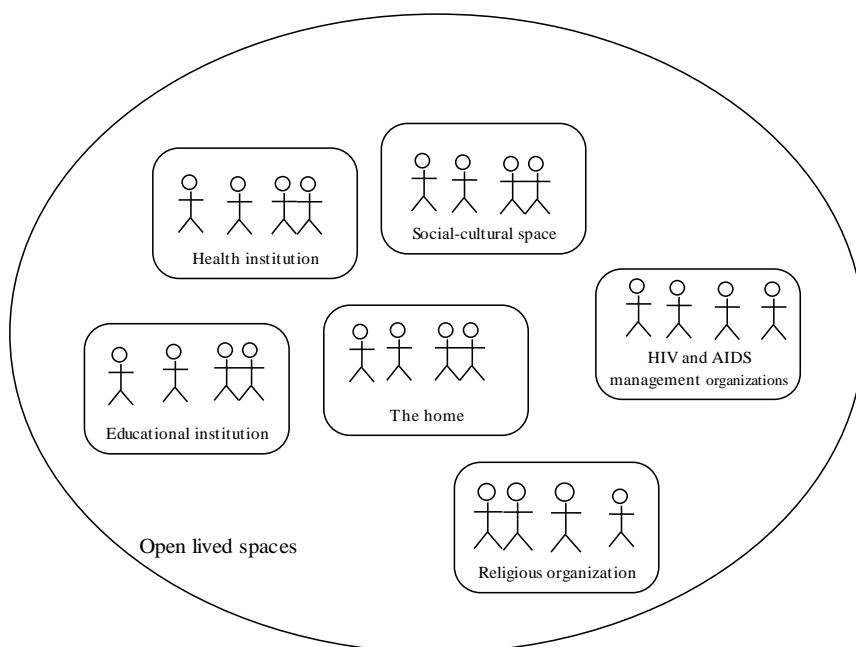 Social-cultural space
Health institution
HIV and AIDS
management organizations
The home
Educational institution
Religious organization
Open lived spaces